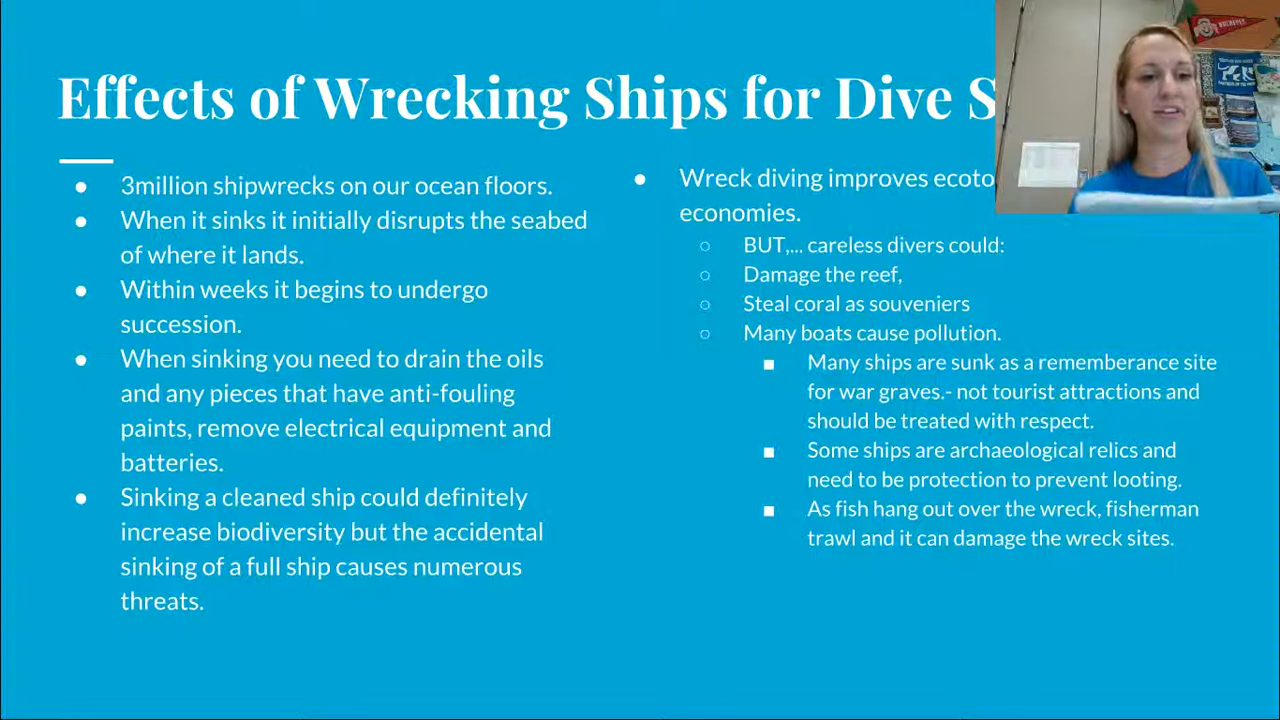 Effects of Wrecking Ships for Dive S
3million shipwrecks on our ocean floors.
When it sinks it initially disrupts the seabed
of where it lands.
Within weeks it begins to undergo
succession.
When sinking you need to drain the oils
and any pieces that have anti-fouling
paints, remove electrical equipment and
batteries.
Sinking a cleaned ship could definitely
increase biodiversity but the accidental
sinking of a full ship causes numerous
threats.
Wreck diving improves ecoto
economies.
BUT,... careless divers could:
Damage the reef,
Steal coral as souveniers
Many boats cause pollution.
Many ships are sunk as a rememberance site
for war graves.- not tourist attractions and
should be treated with respect.
Some ships are archaeological relics and
need to be protection to prevent looting.
As fish hang out over the wreck, fisherman
trawl and it can damage the wreck sites.
BUCKEYES